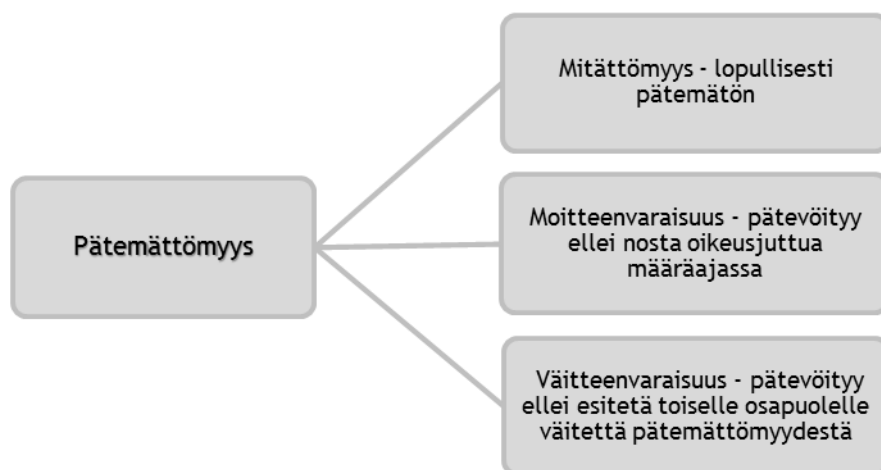 Pätemättömyys
Mitättömyys - lopullisesti
pätemätön
Moitteenvaraisuus - pätevöityy
ellei nosta oikeusjuttua
määräajassa
Väitteenvaraisuus - pätevöityy
ellei esitetä toiselle osapuolelle
väitettä pätemättömyydestä